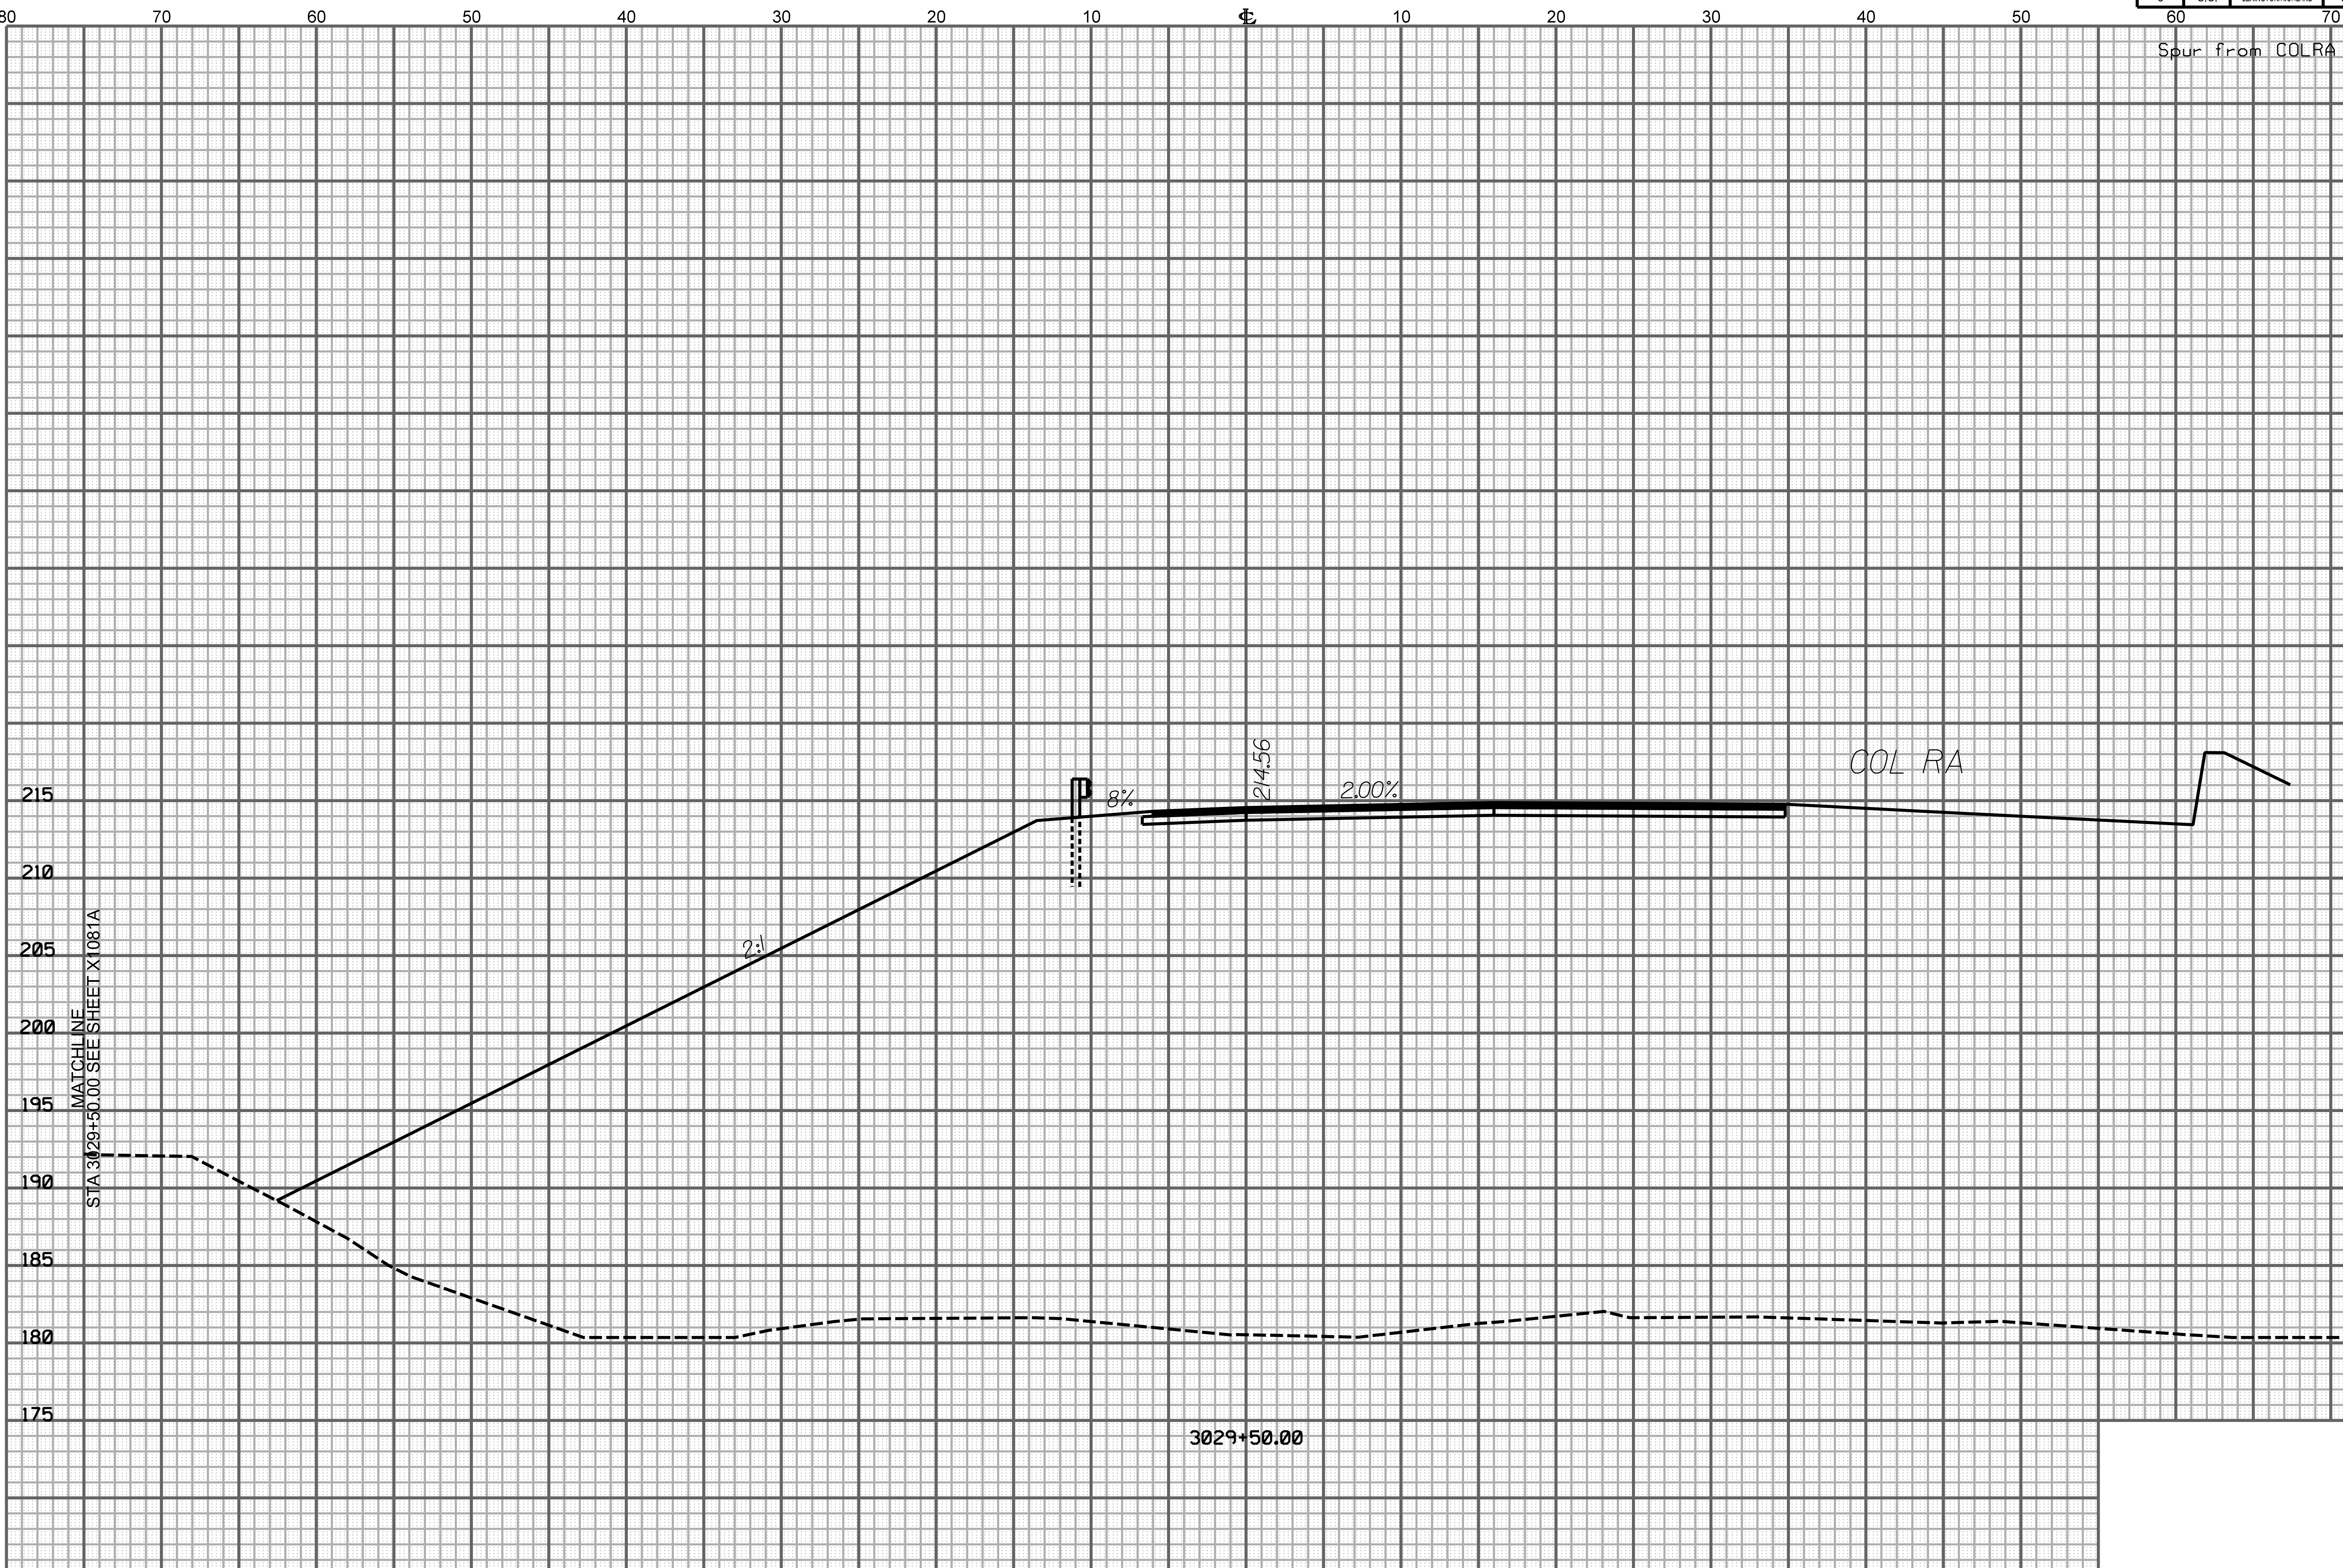 80 70 60 50 40 30 20 10 ℄ 10 20 30 40 50 60 70
Spur from COLRA
214.56
8%
2.00%
COL RA
2:1
215
210
205
200
195
190
185
180
175
MATCHLINE
STA 3029+50.00 SEE SHEET X1081A
3029+50.00